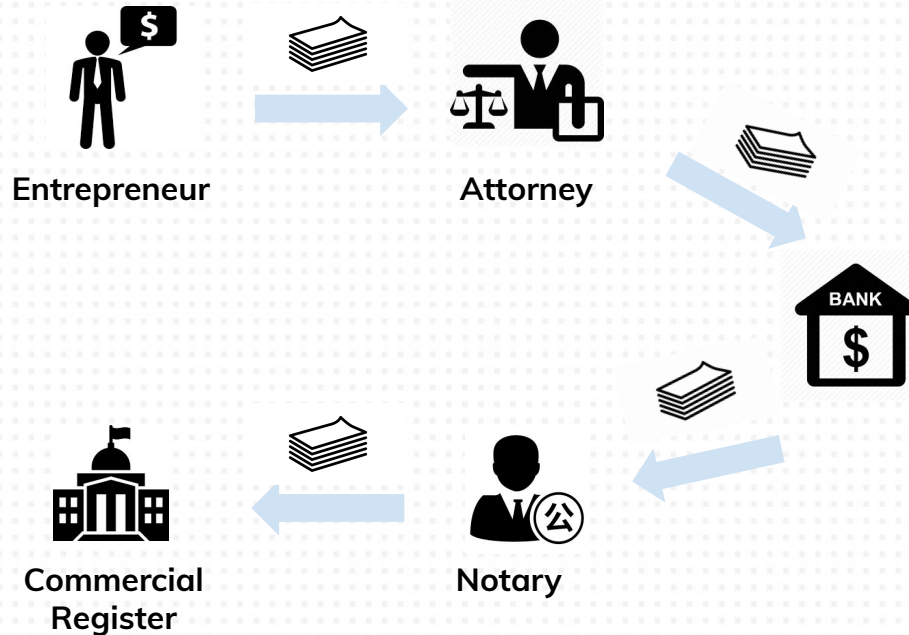 $
Entrepreneur
Attorney
BANK
$
公
Commercial
Register
Notary